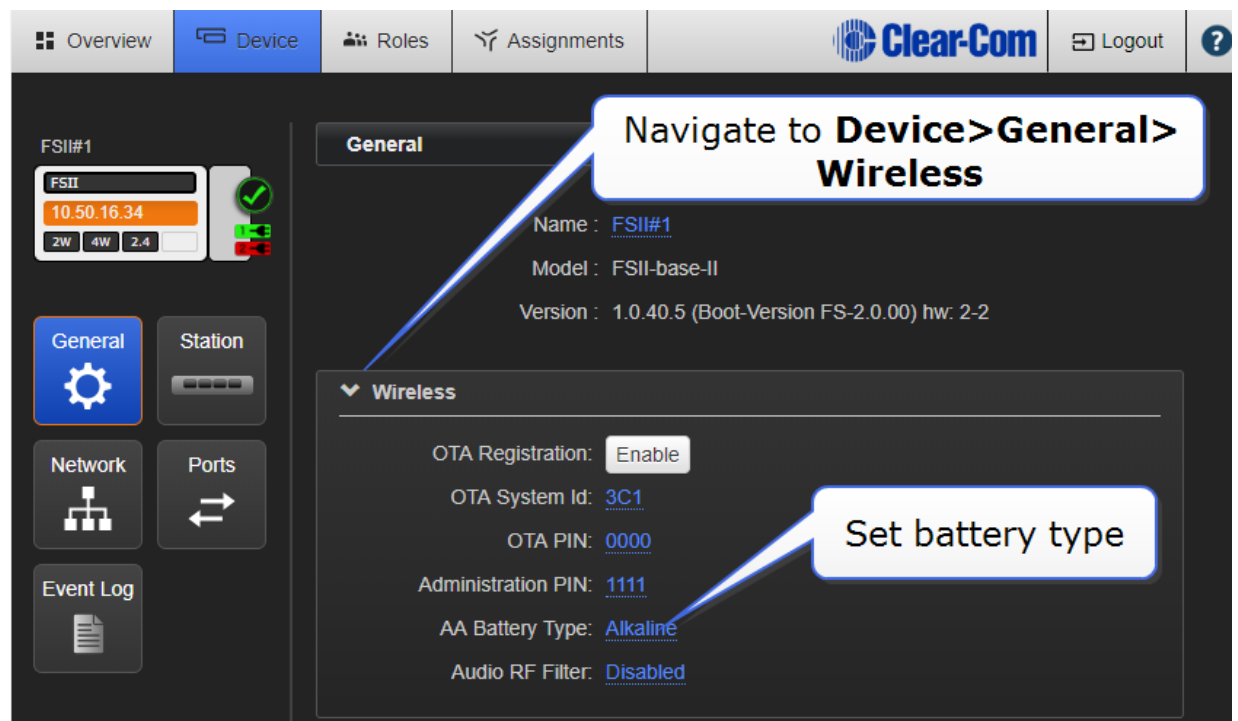 Overview
Device
Roles
Assignments
Clear-Com
Logout
?
Navigate to Device>General>
Wireless
FSII#1
FSII
10.50.16.34
2W 4W 2.4
1
2
General
Name : FSII#1
Model : FSII-base-II
Version : 1.0.40.5 (Boot-Version FS-2.0.00) hw: 2-2
General
Station
Network
Ports
Event Log
Wireless
OTA Registration: Enable
OTA System Id: 3C1
OTA PIN: 0000
Administration PIN: 1111
AA Battery Type: Alkaline
Audio RF Filter: Disabled
Set battery type